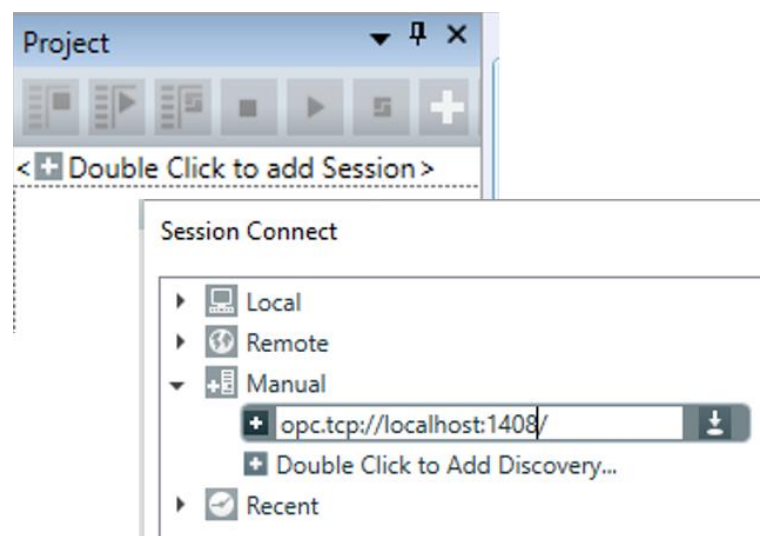 Project
< Double Click to add Session>
Session Connect
Local
Remote
Manual
opc.tcp://localhost:1408/
Double Click to Add Discovery...
Recent